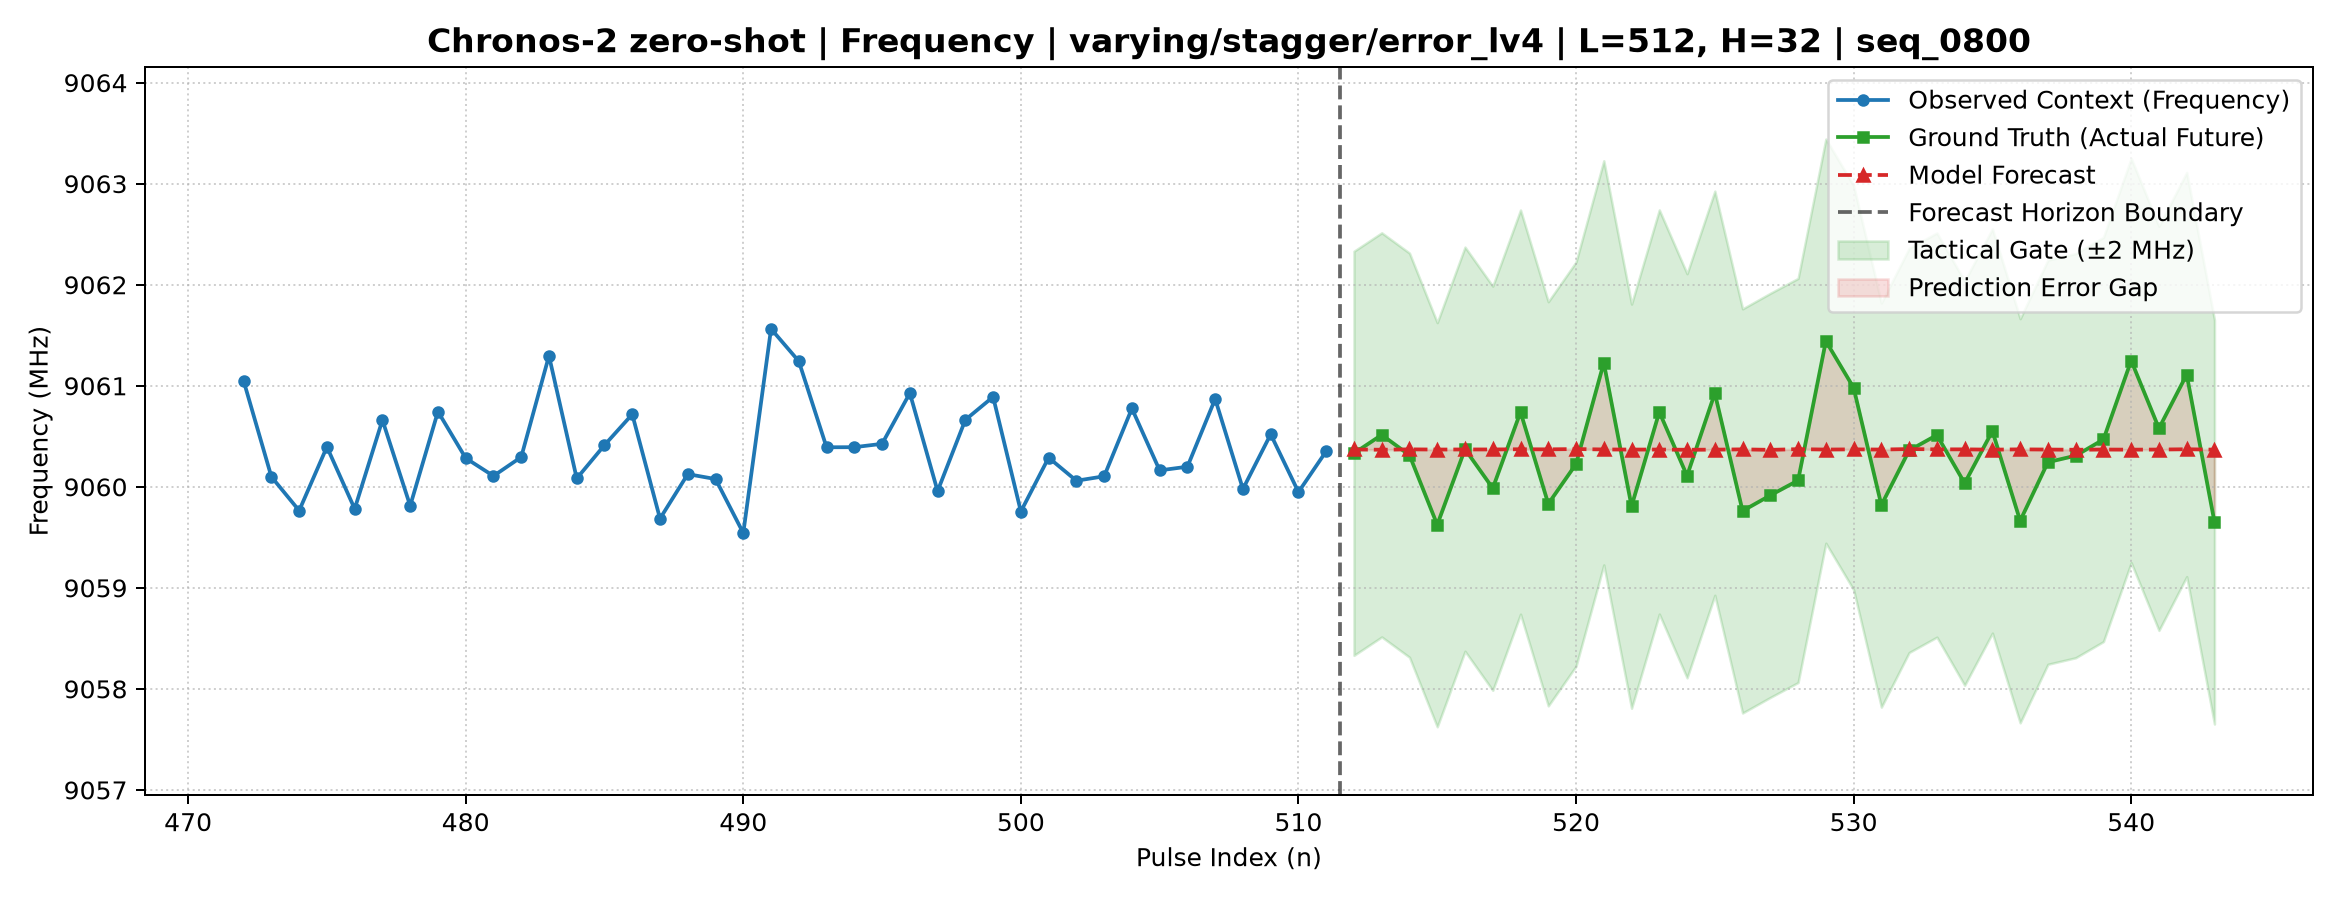 Chronos-2 zero-shot | Frequency | varying/stagger/error_lv4 | L=512, H=32 | seq_0800
Frequency (MHz)
9064
9063
9062
9061
9060
9059
9058
9057
Observed Context (Frequency)
Ground Truth (Actual Future)
Model Forecast
Forecast Horizon Boundary
Tactical Gate (±2 MHz)
Prediction Error Gap
470 480 490 500 510 520 530 540
Pulse Index (n)